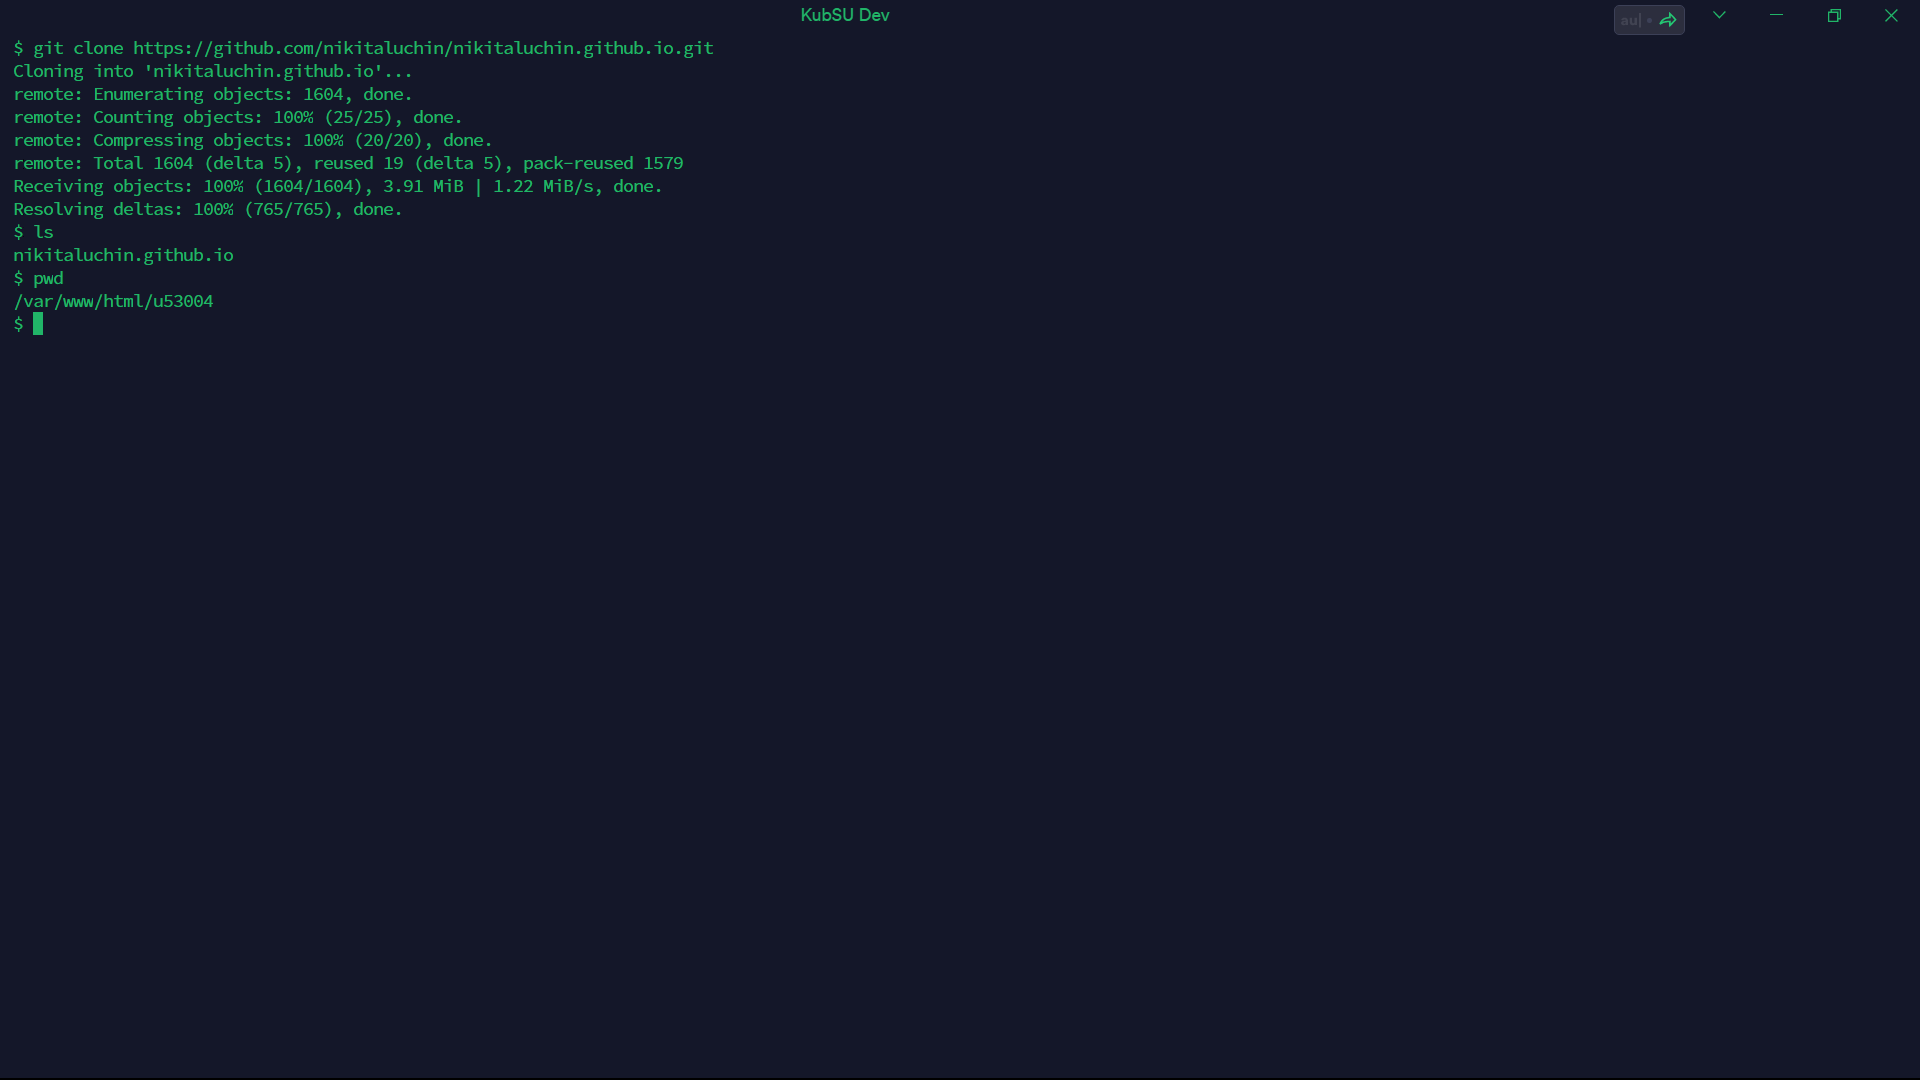 KubSU Dev
au|
$ git clone https://github.com/nikitaluchin/nikitaluchin.github.io.git
Cloning into 'nikitaluchin.github.io'...
remote: Enumerating objects: 1604, done.
remote: Counting objects: 100% (25/25), done.
remote: Compressing objects: 100% (20/20), done.
remote: Total 1604 (delta 5), reused 19 (delta 5), pack-reused 1579
Receiving objects: 100% (1604/1604), 3.91 MiB | 1.22 MiB/s, done.
Resolving deltas: 100% (765/765), done.
$ ls
nikitaluchin.github.io
$ pwd
/var/www/html/u53004
$